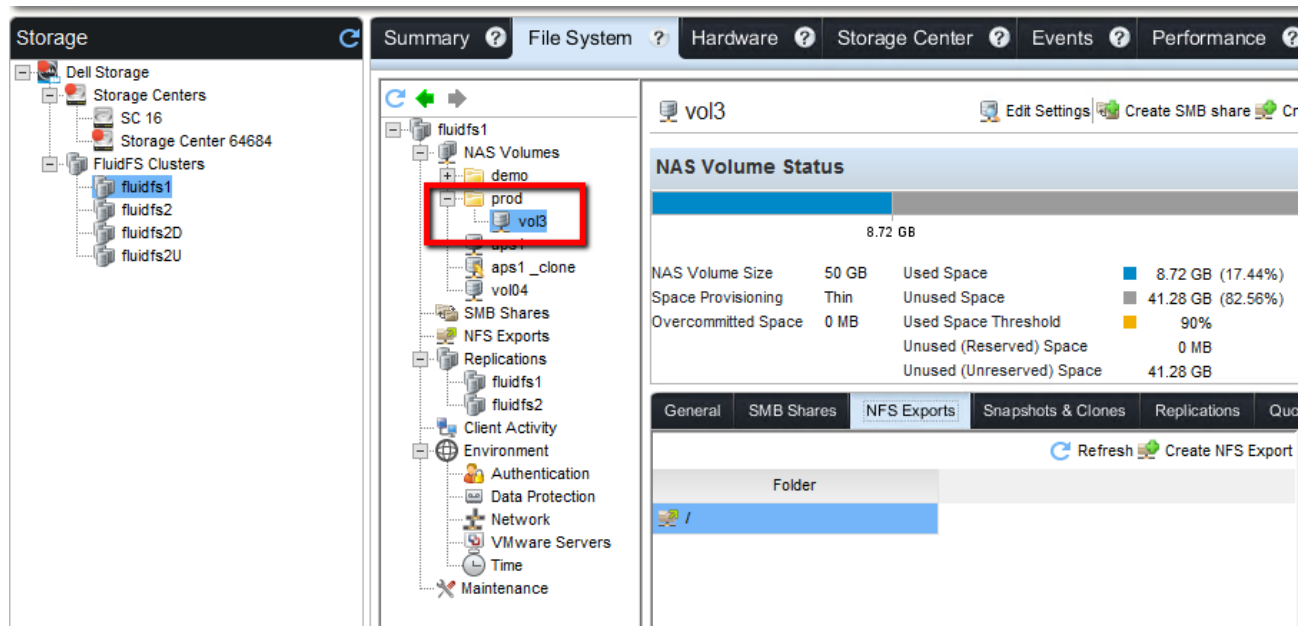 Storage
Dell Storage
Storage Centers
SC 16
Storage Center 64684
FluidFS Clusters
fluidfs1
fluidfs2
fluidfs2D
fluidfs2U
Summary ? File System ? Hardware ? Storage Center ? Events ? Performance ?
fluidfs1
NAS Volumes
demo
prod
vol3
aps1
aps1 _clone
vol04
SMB Shares
NFS Exports
Replications
fluidfs1
fluidfs2
Client Activity
Environment
Authentication
Data Protection
Network
VMware Servers
Time
Maintenance
vol3 Edit Settings Create SMB share Cr
NAS Volume Status
8.72 GB
NAS Volume Size 50 GB Used Space 8.72 GB (17.44%)
Space Provisioning Thin Unused Space 41.28 GB (82.56%)
Overcommitted Space 0 MB Used Space Threshold 90%
Unused (Reserved) Space 0 MB
Unused (Unreserved) Space 41.28 GB
General SMB Shares NFS Exports Snapshots & Clones Replications Quo
Refresh Create NFS Export
Folder
/